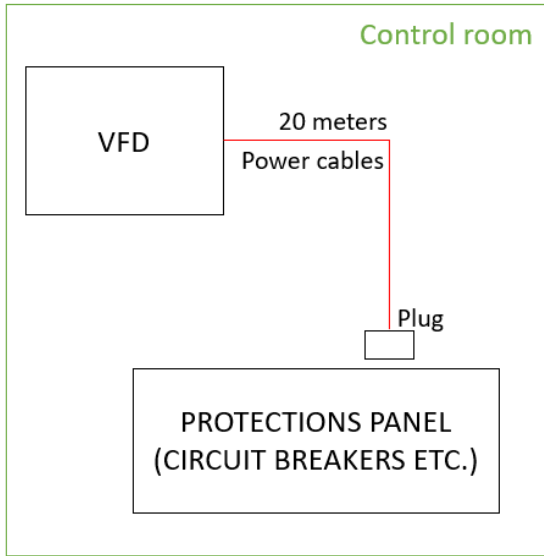 Control room
VFD
20 meters
Power cables
Plug
PROTECTIONS PANEL
(CIRCUIT BREAKERS ETC.)